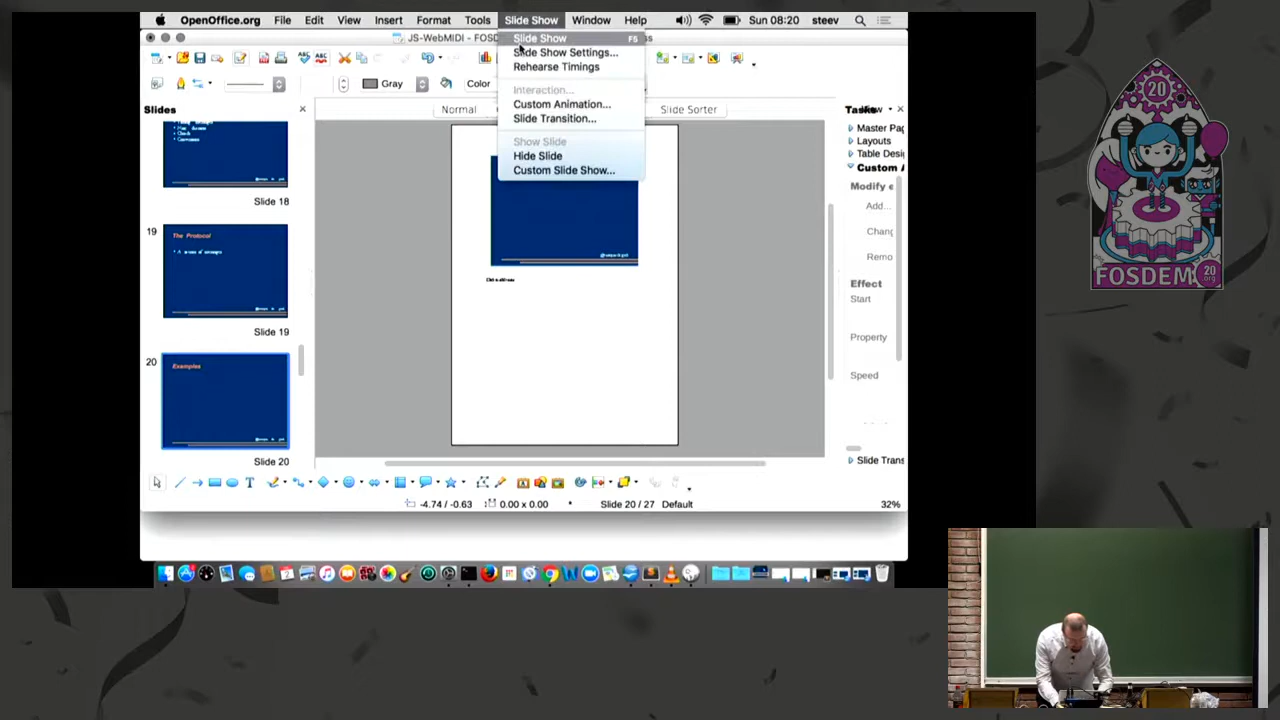 OpenOffice.org File Edit View Insert Format Tools Slide Show Window Help Sun 08:20 steev
JS-WebMIDI - FOSD
Slide Show F5
Slide Show Settings...
Rehearse Timings
Interaction...
Custom Animation...
Slide Transition...
Show Slide
Hide Slide
Custom Slide Show...
Gray
Color
Slides
Normal
Slide Sorter
Tasks
View
Master Pag
Layouts
Table Desi
Custom A
Modify e
Add...
Chang
Remo
Effect
Start
Property
Speed
Slide Trans
Slide 18
19
The Protocol
Slide 19
20
Examples
Slide 20
-4.74 / -0.63 0.00 x 0.00 * Slide 20 / 27 Default 32%
20
FOSDEM 20
.org